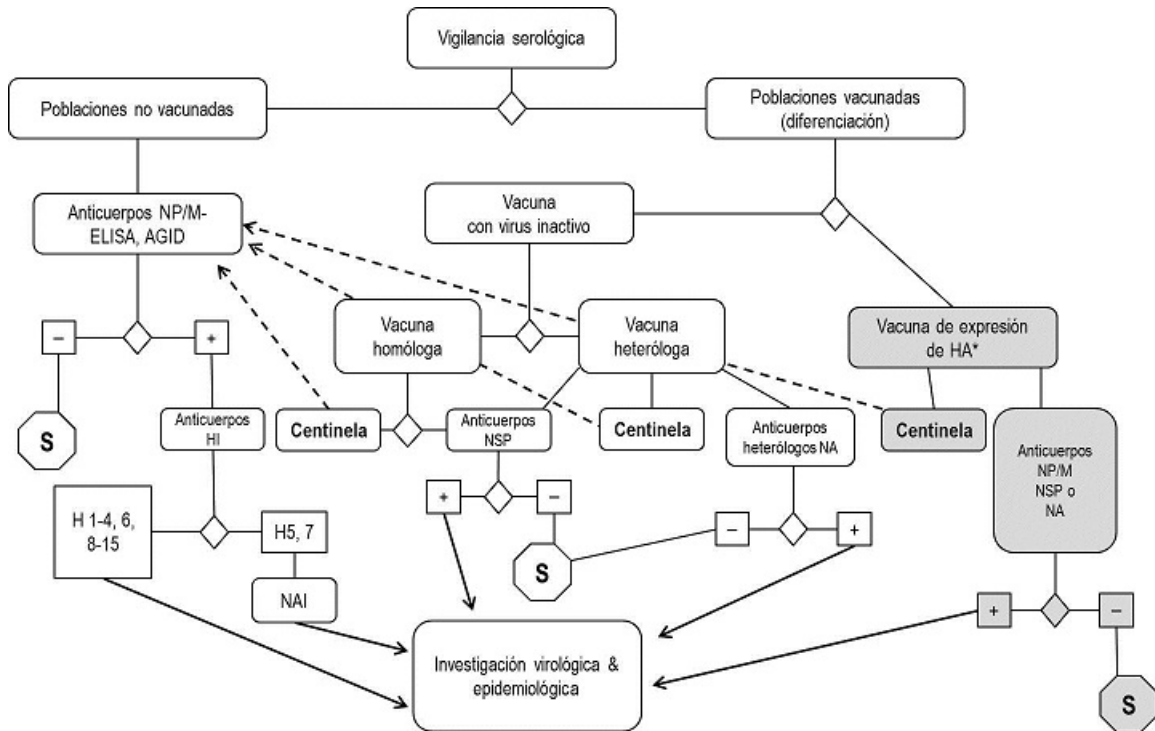 Vigilancia serológica
Poblaciones no vacunadas
Poblaciones vacunadas
(diferenciación)
Anticuerpos NP/M-
ELISA, AGID
Vacuna
con virus inactivo
Vacuna
homóloga
Vacuna
heteróloga
Vacuna de expresión
de HA*
–
+
Anticuerpos
HI
Centinela
Anticuerpos
NSP
Centinela
Anticuerpos
heterólogos NA
Centinela
Anticuerpos
NP/M
NSP o
NA
S
H 1-4, 6,
8-15
H5, 7
+
–
–
+
S
NAI
Investigación virológica &
epidemiológica
+
–
S